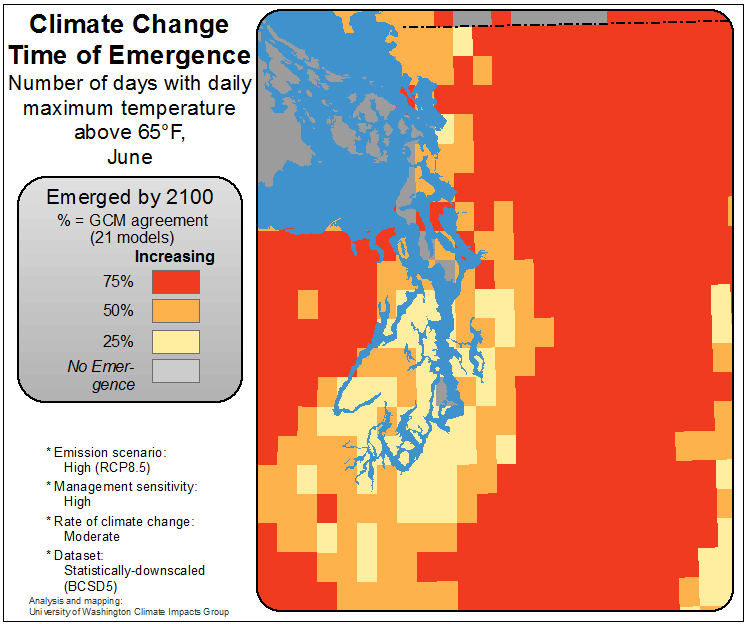 Climate Change
Time of Emergence
Number of days with daily
maximum temperature
above 65°F,
June
Emerged by 2100
% = GCM agreement
(21 models)
Increasing
75%
50%
25%
No Emer-
gence
* Emission scenario:
High (RCP8.5)
* Management sensitivity:
High
* Rate of climate change:
Moderate
* Dataset:
Statistically-downscaled
(BCSD5)
Analysis and mapping:
University of Washington Climate Impacts Group